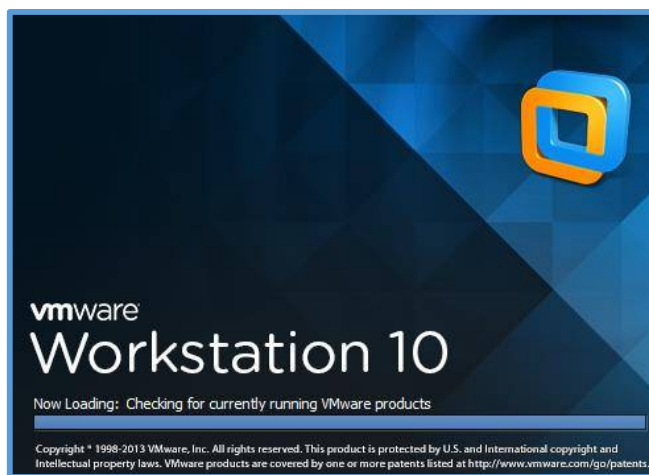 vmware
Workstation 10
Now Loading: Checking for currently running VMware products
Copyright © 1998-2013 VMware, Inc. All rights reserved. This product is protected by U.S. and International copyright and
Intellectual property laws. VMware products are covered by one or more patents listed at http://www.vmware.com/go/patents.